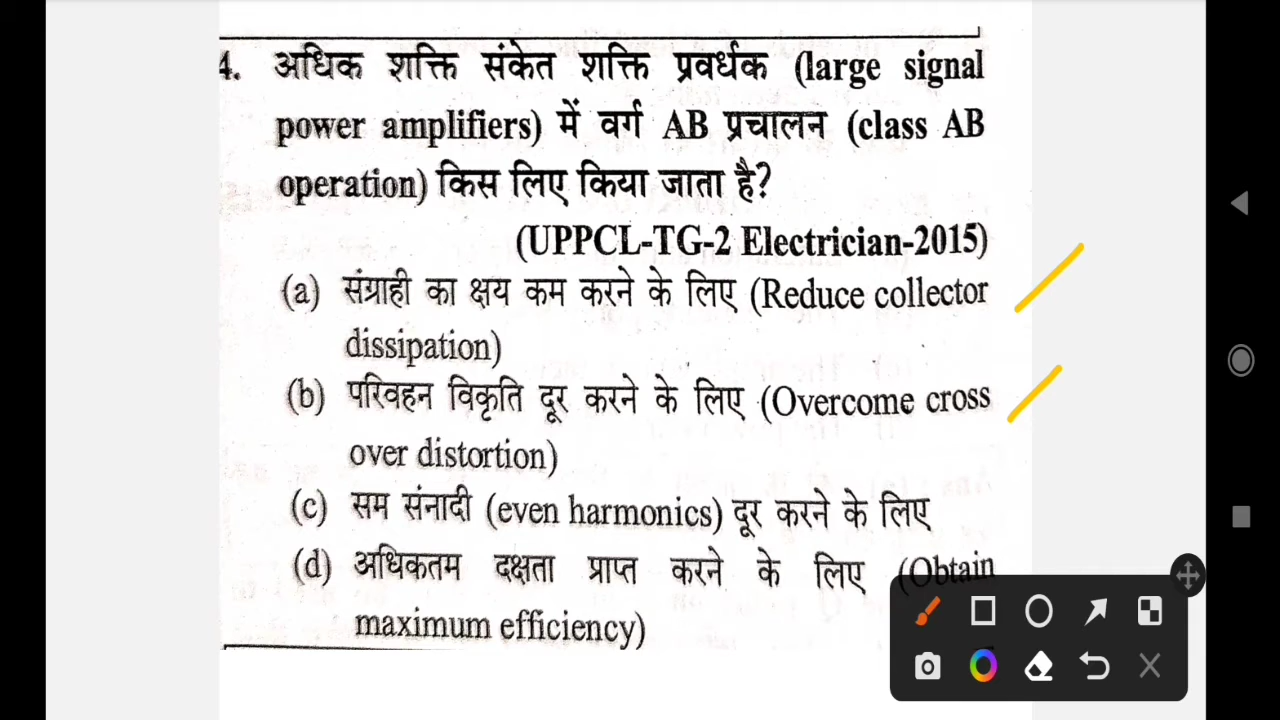 4. अधिक शक्ति संकेत शक्ति प्रवर्धक (large signal
power amplifiers) में वर्ग AB प्रचालन (class AB
operation) किस लिए किया जाता है?
(UPPCL-TG-2 Electrician-2015)
(a) संग्राही का क्षय कम करने के लिए (Reduce collector
dissipation)
(b) परिवहन विकृति दूर करने के लिए (Overcome cross
over distortion)
(c) सम संनादी (even harmonics) दूर करने के लिए
(d) अधिकतम दक्षता प्राप्त करने के लिए (Obtain
maximum efficiency)